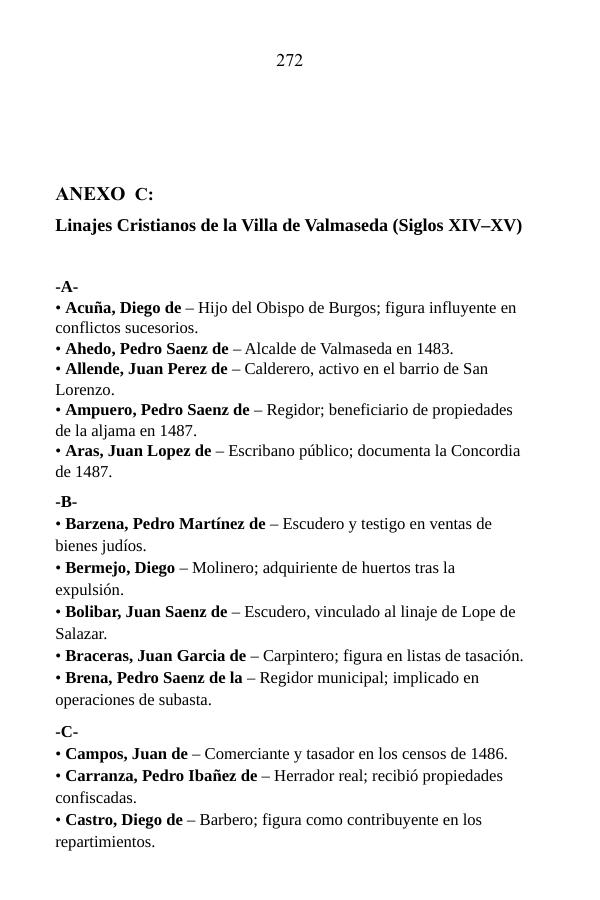 272
ANEXO C:
Linajes Cristianos de la Villa de Valmaseda (Siglos XIV–XV)
-A-
• Acuña, Diego de – Hijo del Obispo de Burgos; figura influyente en
conflictos sucesorios.
• Ahedo, Pedro Saenz de – Alcalde de Valmaseda en 1483.
• Allende, Juan Perez de – Calderero, activo en el barrio de San
Lorenzo.
• Ampuero, Pedro Saenz de – Regidor; beneficiario de propiedades
de la aljama en 1487.
• Aras, Juan Lopez de – Escribano público; documenta la Concordia
de 1487.
-B-
• Barzena, Pedro Martínez de – Escudero y testigo en ventas de
bienes judíos.
• Bermejo, Diego – Molinero; adquiriente de huertos tras la
expulsión.
• Bolibar, Juan Saenz de – Escudero, vinculado al linaje de Lope de
Salazar.
• Braceras, Juan Garcia de – Carpintero; figura en listas de tasación.
• Brena, Pedro Saenz de la – Regidor municipal; implicado en
operaciones de subasta.
-C-
• Campos, Juan de – Comerciante y tasador en los censos de 1486.
• Carranza, Pedro Ibañez de – Herrador real; recibió propiedades
confiscadas.
• Castro, Diego de – Barbero; figura como contribuyente en los
repartimientos.